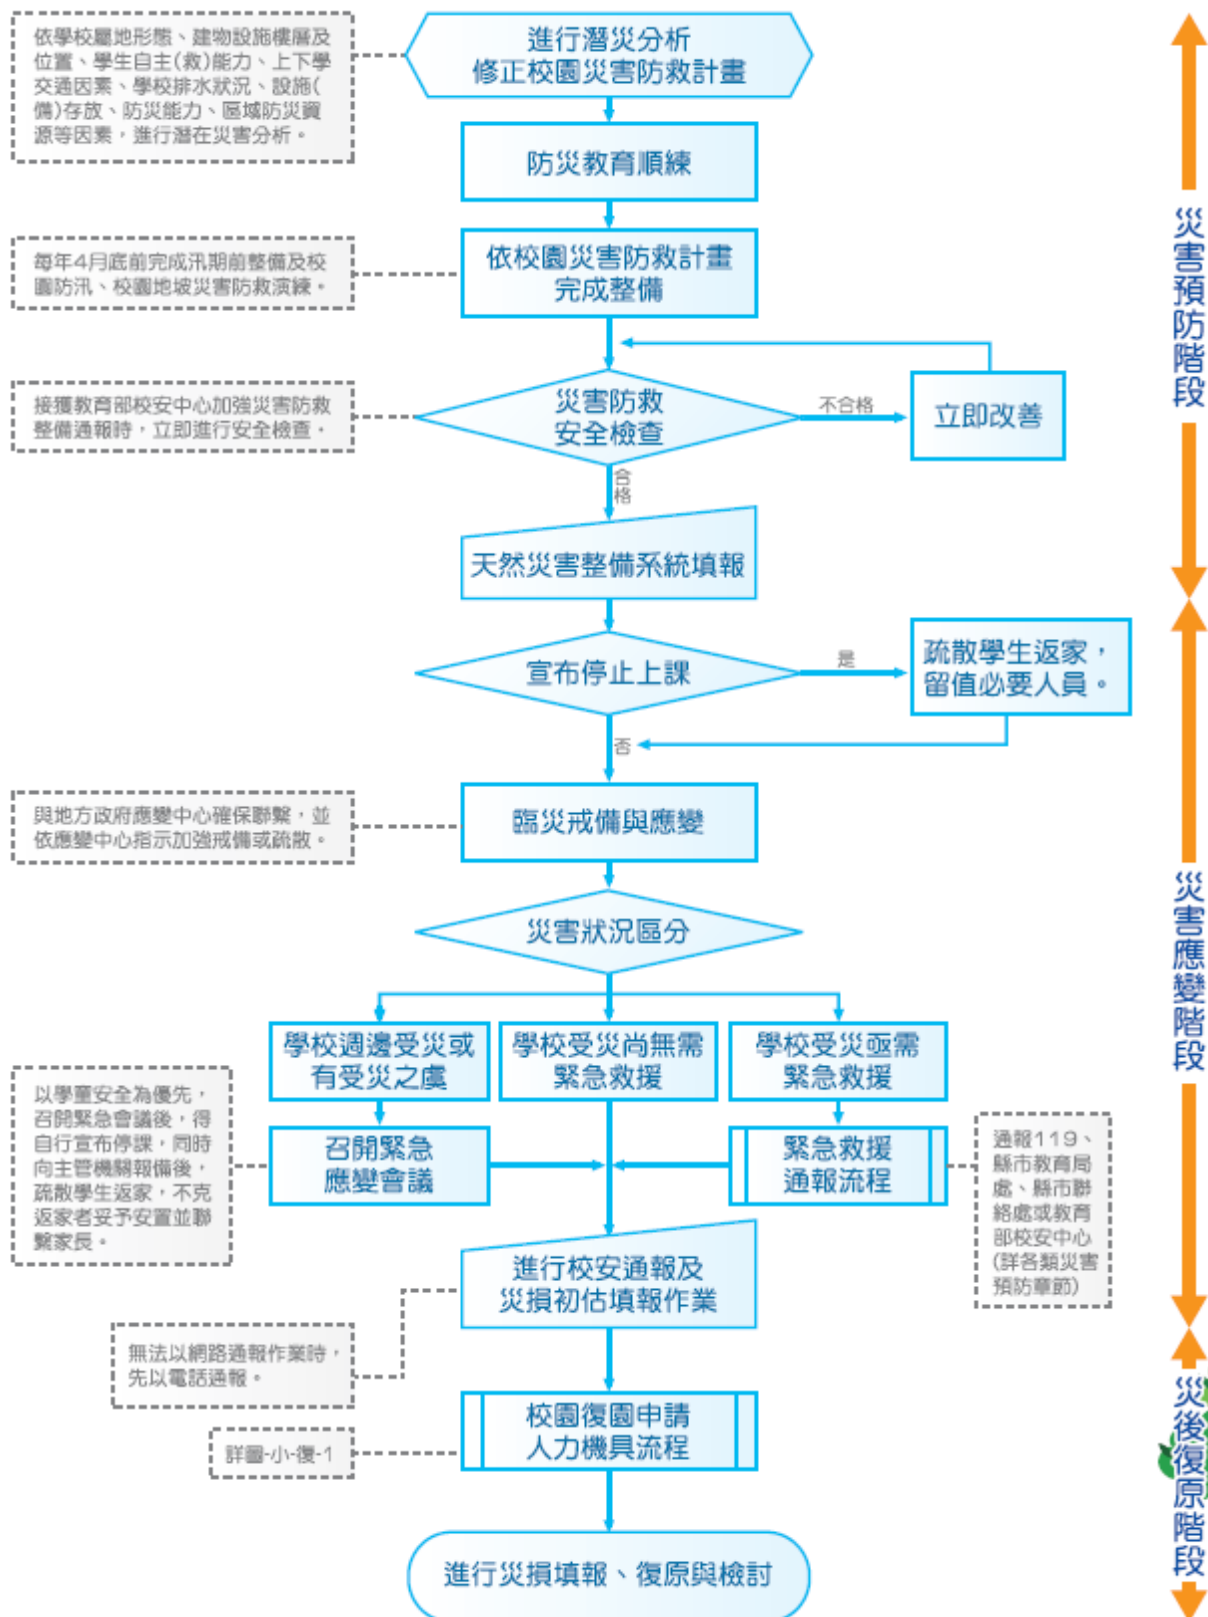 進行潛災分析
修正校園災害防救計畫
依學校屬地形態、建物設施樓層及
位置、學生自主(救)能力、上下學
交通因素、學校排水狀況、設施(
備)存放、防災能力、區域防災資
源等因素，進行潛在災害分析。
防災教育順練
依校園災害防救計畫
完成整備
每年4月底前完成汛期前整備及校
園防汛、校園地坡災害防救演練。
災害預防階段
災害防救
安全檢查
不合格
立即改善
接獲教育部校安中心加強災害防救
整備通報時，立即進行安全檢查。
合格
天然災害整備系統填報
宣布停止上課
是
疏散學生返家，
留值必要人員。
否
臨災戒備與應變
與地方政府應變中心確保聯繫，並
依應變中心指示加強戒備或疏散。
災害狀況區分
災害應變階段
學校週邊受災或
有受災之虞
學校受災尚無需
緊急救援
學校受災亟需
緊急救援
以學童安全為優先，
召開緊急會議後，得
自行宣布停課，同時
向主管機關報備後，
疏散學生返家，不克
返家者妥予安置並聯
繫家長。
召開緊急
應變會議
緊急救援
通報流程
通報119、
縣市教育局
處、縣市聯
絡處或教育
部校安中心
(詳各類災害
預防章節)
進行校安通報及
災損初估填報作業
無法以網路通報作業時，
先以電話通報。
校園復園申請
人力機具流程
詳圖-小-復-1
災後復原階段
進行災損填報、復原與檢討